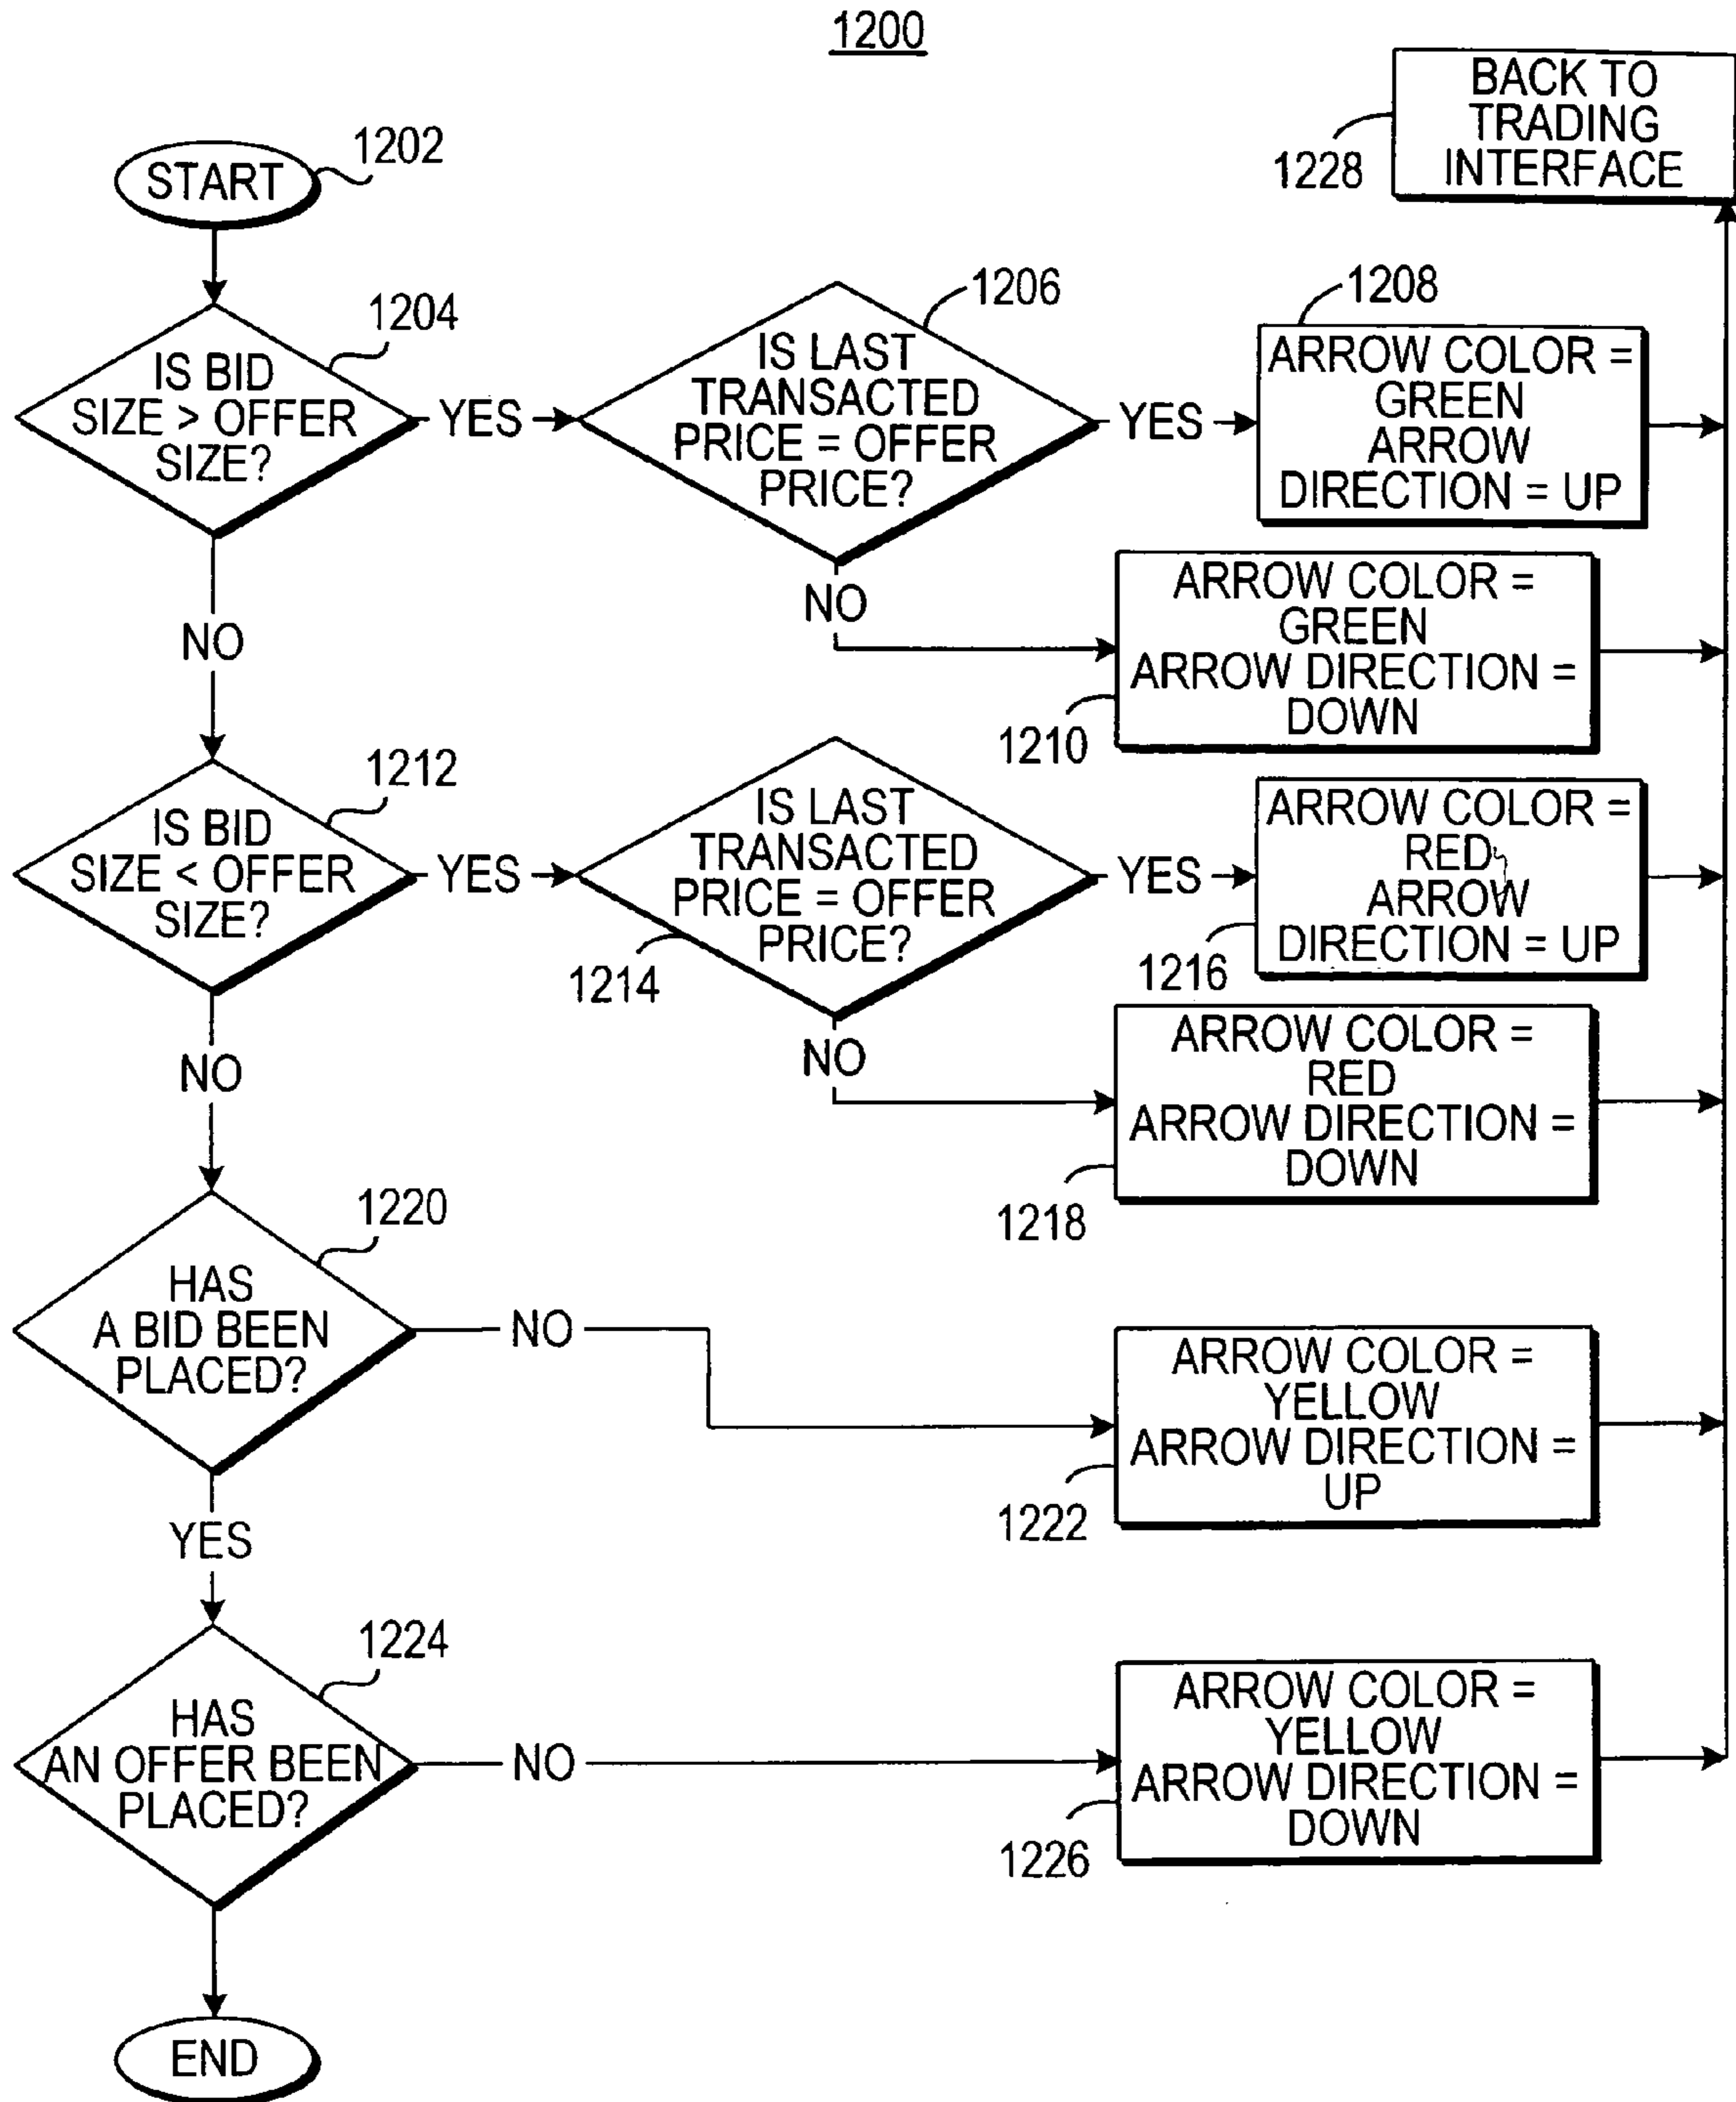 1200
BACK TO
TRADING
INTERFACE
1228
START
1202
IS BID
SIZE > OFFER
SIZE?
1204
YES
IS LAST
TRANSACTED
PRICE = OFFER
PRICE?
1206
YES
1208
ARROW COLOR =
GREEN
ARROW
DIRECTION = UP
NO
NO
ARROW COLOR =
GREEN
ARROW DIRECTION =
DOWN
1210
IS BID
SIZE < OFFER
SIZE?
1212
YES
IS LAST
TRANSACTED
PRICE = OFFER
PRICE?
1214
YES
ARROW COLOR =
RED
ARROW
DIRECTION = UP
1216
NO
NO
ARROW COLOR =
RED
ARROW DIRECTION =
DOWN
1218
HAS
A BID BEEN
PLACED?
1220
NO
ARROW COLOR =
YELLOW
ARROW DIRECTION =
UP
1222
YES
HAS
AN OFFER BEEN
PLACED?
1224
NO
ARROW COLOR =
YELLOW
ARROW DIRECTION =
DOWN
1226
END